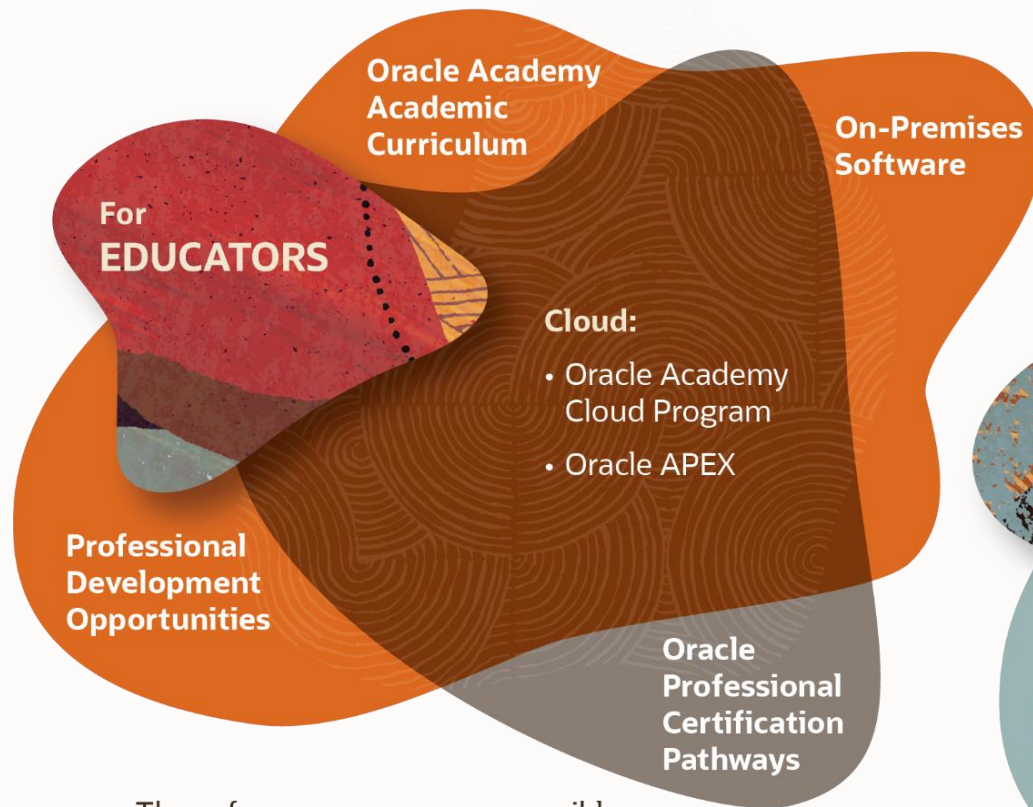 Oracle Academy
Academic
Curriculum
On-Premises
Software
For
EDUCATORS
Cloud:
• Oracle Academy
Cloud Program
• Oracle APEX
Professional
Development
Opportunities
Oracle
Professional
Certification
Pathways